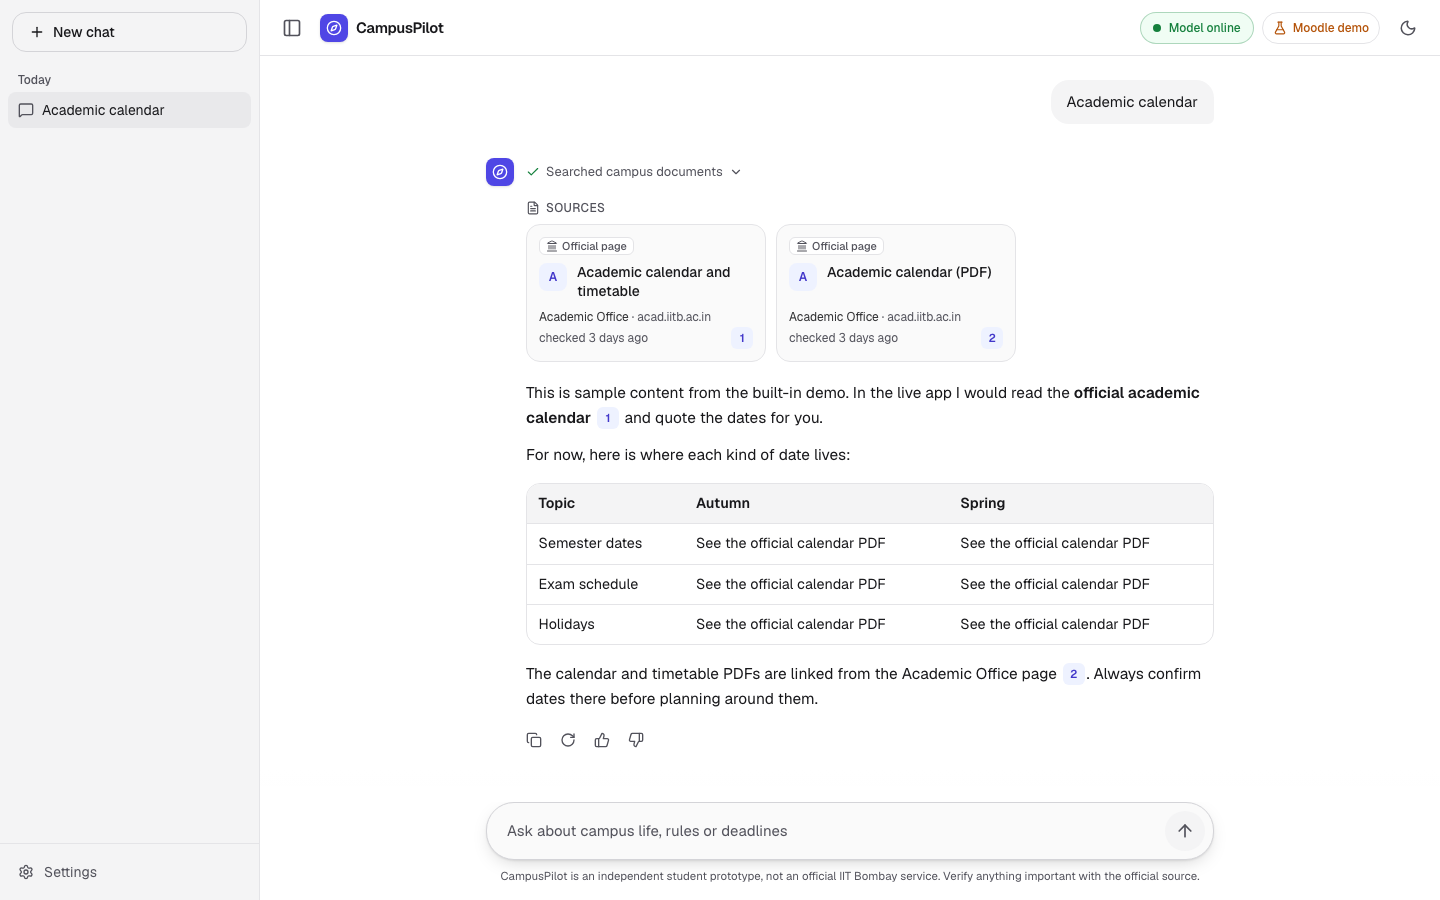 New chat
Today
Academic calendar
Settings
CampusPilot
Model online
Moodle demo
Academic calendar
Searched campus documents
SOURCES
Official page
A
Academic calendar and
timetable
Academic Office · acad.iitb.ac.in
checked 3 days ago
1
Official page
A
Academic calendar (PDF)
Academic Office · acad.iitb.ac.in
checked 3 days ago
2
This is sample content from the built-in demo. In the live app I would read the official academic
calendar 1 and quote the dates for you.
For now, here is where each kind of date lives:
Topic Autumn Spring
Semester dates See the official calendar PDF See the official calendar PDF
Exam schedule See the official calendar PDF See the official calendar PDF
Holidays See the official calendar PDF See the official calendar PDF
The calendar and timetable PDFs are linked from the Academic Office page 2. Always confirm
dates there before planning around them.
Ask about campus life, rules or deadlines
CampusPilot is an independent student prototype, not an official IIT Bombay service. Verify anything important with the official source.